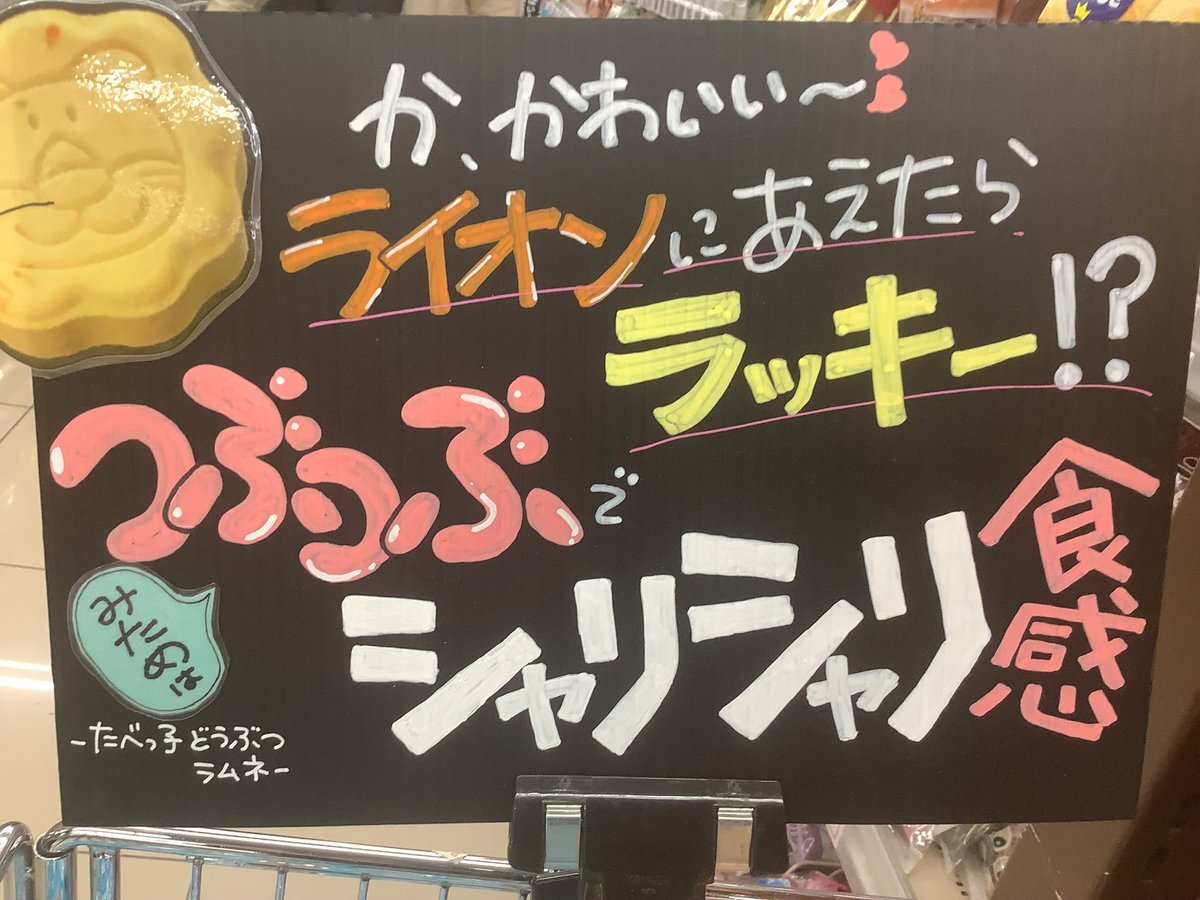 か、かわいい〜!
ライオンにあえたら
ラッキー!?
つぶつぶで
シャリシャリ食感
みためは
-たべっ子どうぶつ
ラムネ-